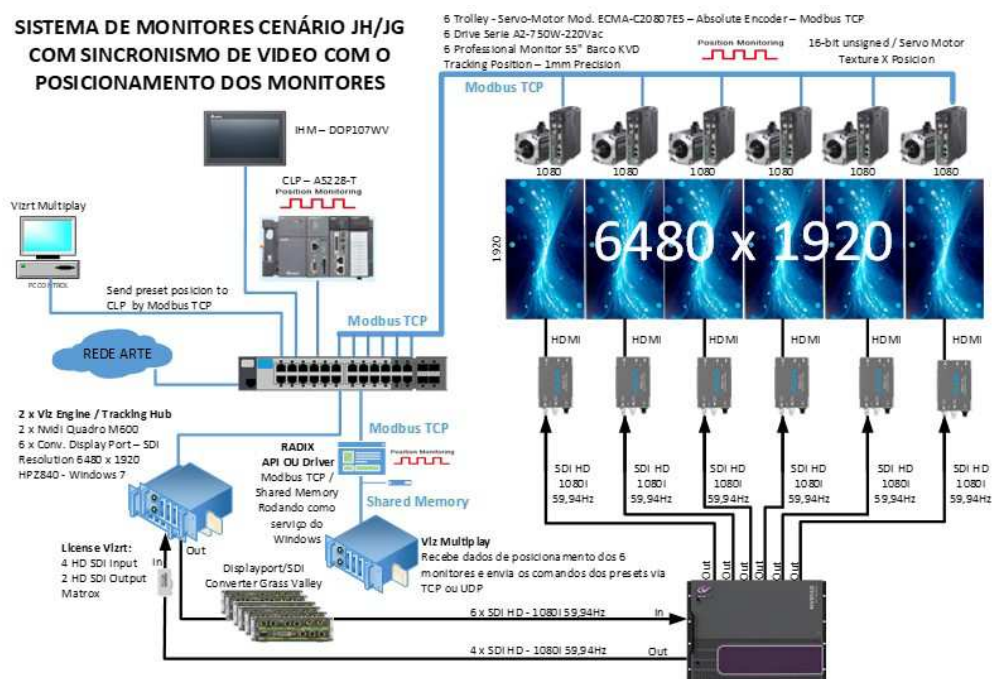 SISTEMA DE MONITORES CENÁRIO JH/JG
COM SINCRONISMO DE VIDEO COM O
POSICIONAMENTO DOS MONITORES
6 Trolley - Servo-Motor Mod. ECMA-C20807ES – Absolute Encoder – Modbus TCP
6 Drive Serie A2-750W-220Vac
6 Professional Monitor 55" Barco KVD
Tracking Position – 1mm Precision
Position Monitoring
16-bit unsigned / Servo Motor
Texture X Posicion
Modbus TCP
IHM – DOP107WV
CLP – AS228-T
Position Monitoring
Vizrt Multiplay
PC CONTROL
Send preset posicion to
CLP by Modbus TCP
1080 1080 1080 1080 1080 1080
1920
6480 x 1920
Modbus TCP
REDE ARTE
HDMI HDMI HDMI HDMI HDMI HDMI
2 x Viz Engine / Tracking Hub
2 x Nvidi Quadro M600
6 x Conv. Display Port – SDI
Resolution 6480 x 1920
HPZ840 - Windows 7
RADIX
API OU Driver
Modbus TCP /
Shared Memory
Rodando como
serviço do
Windows
Modbus TCP
Position Monitoring
Shared Memory
SDI HD SDI HD SDI HD SDI HD SDI HD SDI HD
1080I 1080I 1080I 1080I 1080I 1080I
59,94Hz 59,94Hz 59,94Hz 59,94Hz 59,94Hz 59,94Hz
License Vizrt:
4 HD SDI Input
2 HD SDI Output
Matrox
In
Out
Displayport/SDI
Converter Grass Valley
Viz Multiplay
Recebe dados de posicionamento dos 6
monitores e envia os comandos dos presets via
TCP ou UDP
Out Out Out Out Out Out
6 x SDI HD - 1080I 59,94Hz
In
4 x SDI HD - 1080I 59,94Hz
Out